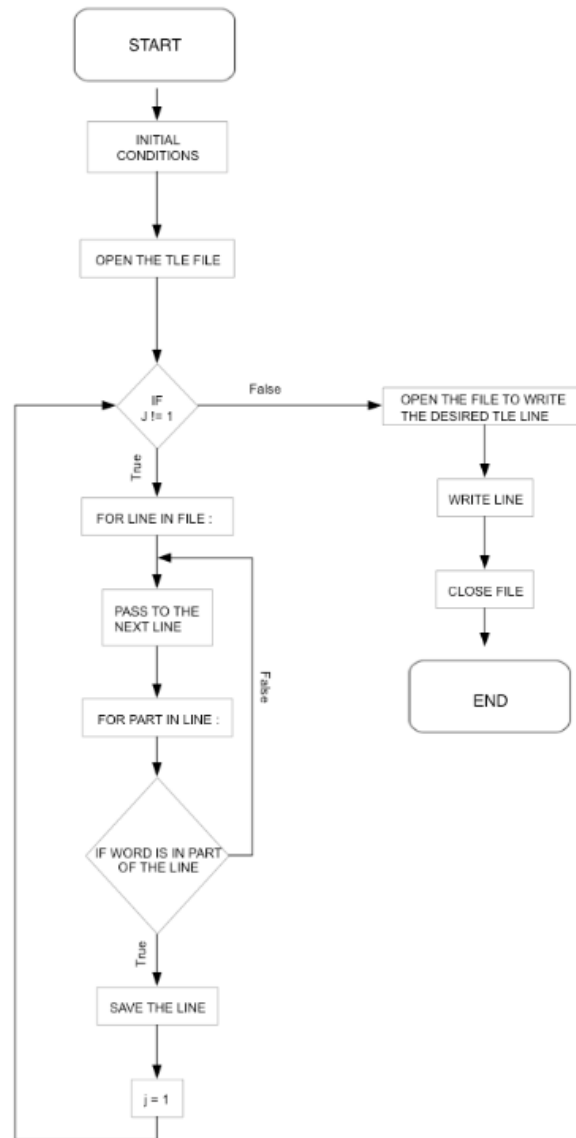 START
INITIAL
CONDITIONS
OPEN THE TLE FILE
IF
J != 1
False
OPEN THE FILE TO WRITE
THE DESIRED TLE LINE
True
FOR LINE IN FILE :
WRITE LINE
PASS TO THE
NEXT LINE
CLOSE FILE
False
FOR PART IN LINE :
END
IF WORD IS IN PART
OF THE LINE
True
SAVE THE LINE
j = 1